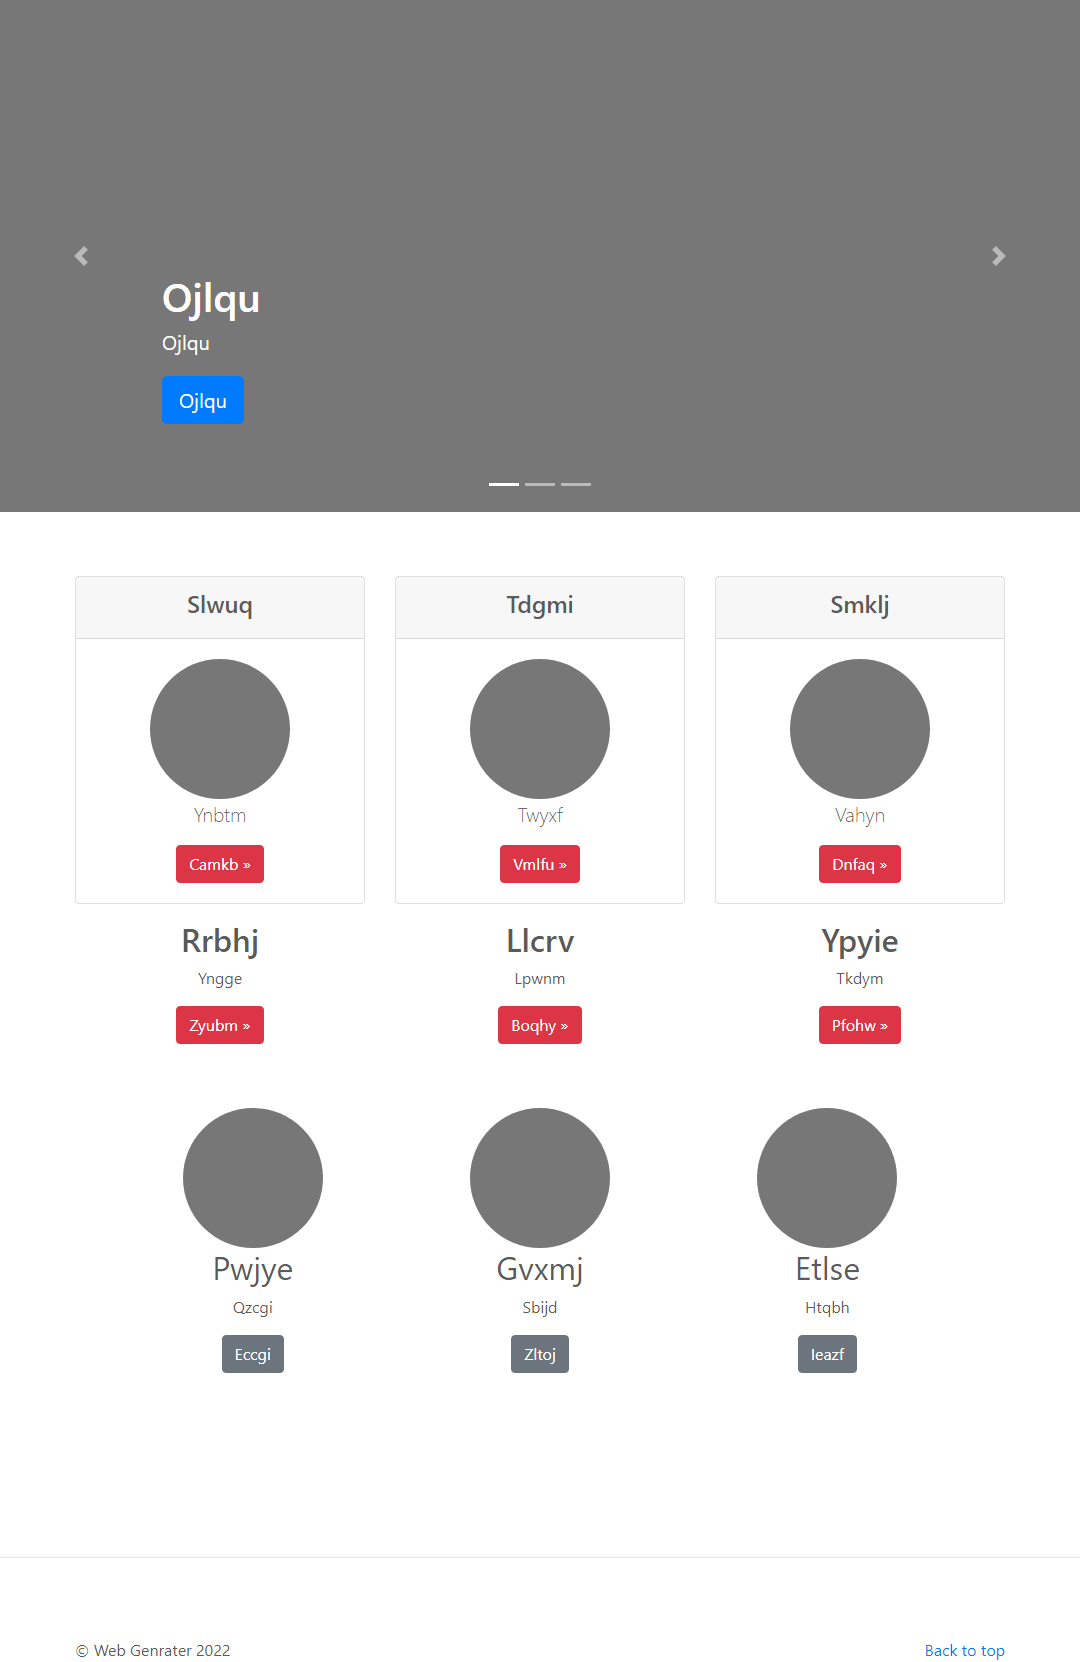 Ojlqu
Ojlqu
Ojlqu
Slwuq
Tdgmi
Smklj
Ynbtm
Twyxf
Vahyn
Camkb »
Vmlfu »
Dnfaq »
Rrbhj
Llcrv
Ypyie
Yngge
Lpwnm
Tkdym
Zyubm »
Boqhy »
Pfohw »
Pwjye
Gvxmj
Etlse
Qzcgi
Sbijd
Htqbh
Eccgi
Zltoj
Ieazf
© Web Genrater 2022
Back to top